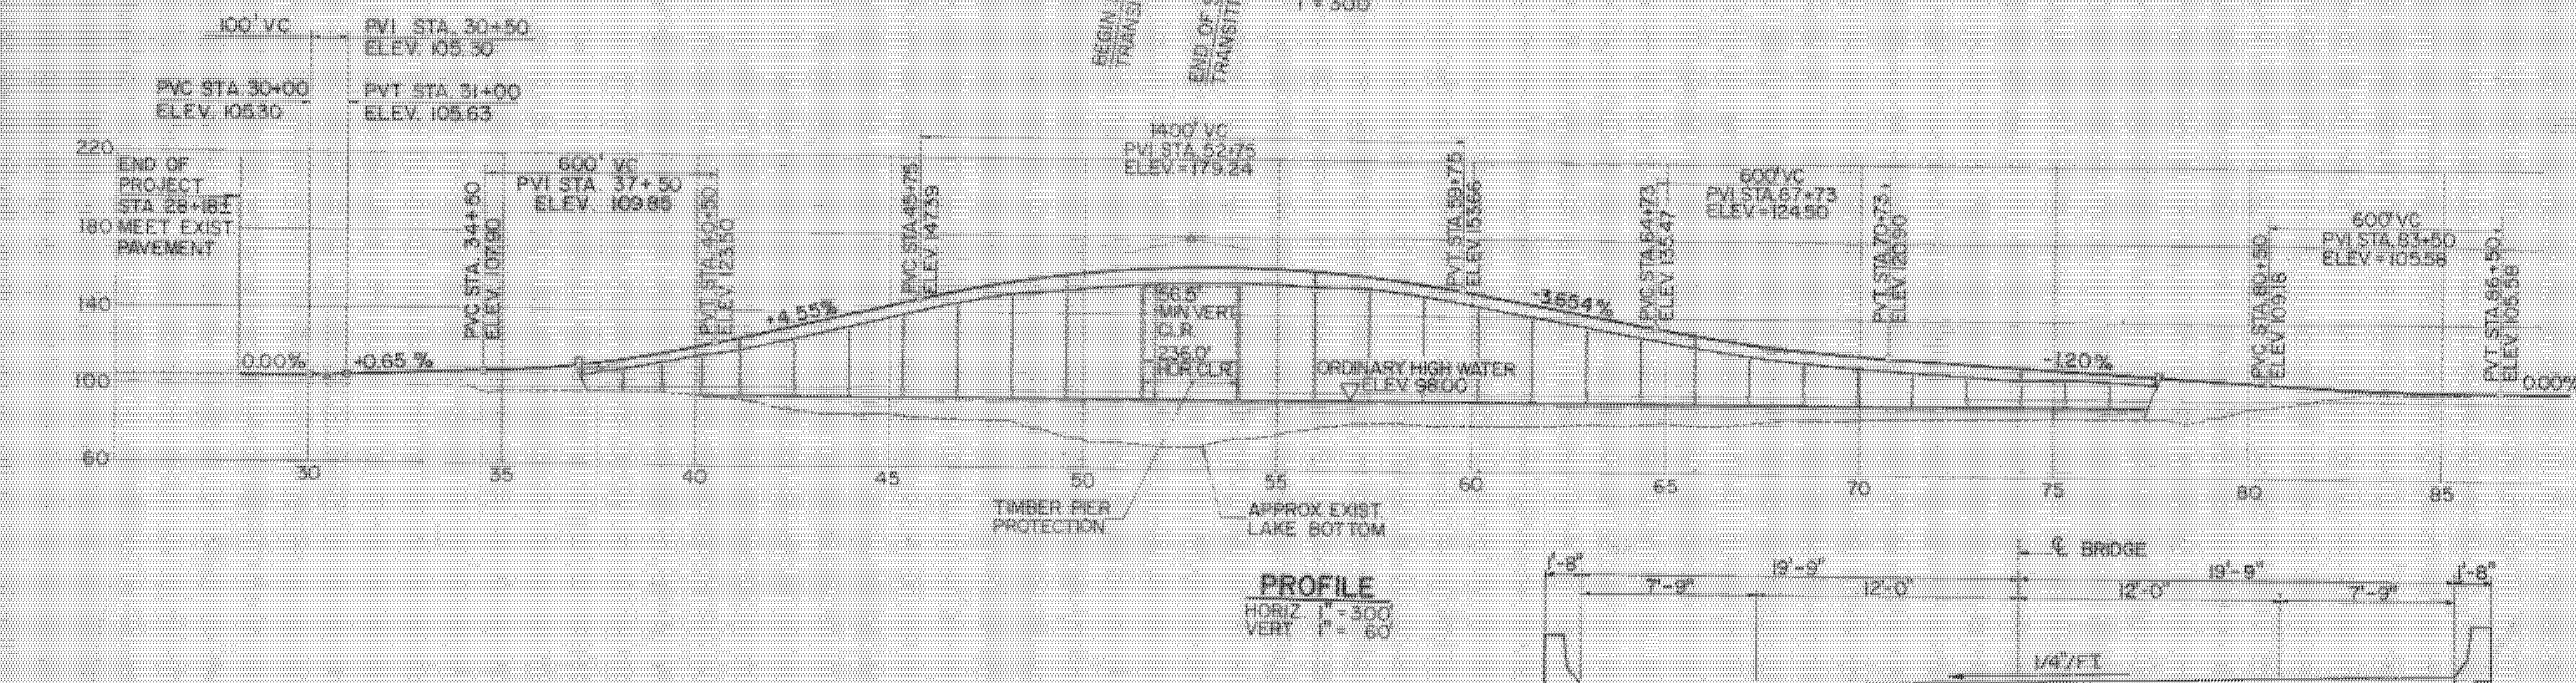 BEGIN
TRANSI
END OF
TRANSITI
1" = 300'
100' VC
PVI STA. 30+50
ELEV. 105.30
PVC STA. 30+00
ELEV. 105.30
PVT STA. 31+00
ELEV. 105.63
220
180
140
100
60
END OF
PROJECT
STA 28+18±
MEET EXIST.
PAVEMENT
0.00%
+0.65 %
PVC STA. 34+50
ELEV. 107.90
600' VC
PVI STA. 37+50
ELEV. 109.85
PVT STA. 40+50
ELEV. 123.50
+4.55%
PVC STA. 45+75
ELEV. 147.39
1400' VC
PVI STA. 52+75
ELEV. = 179.24
56.5'
MIN VERT
CLR.
236.0'
HOR CLR.
ORDINARY HIGH WATER
ELEV 98.00
PVT STA. 59+75
ELEV. 153.66
-3.654%
PVC STA. 64+73
ELEV. 135.47
600' VC
PVI STA. 67+73
ELEV = 124.50
PVT STA. 70+73
ELEV. 120.90
-1.20%
PVC STA. 80+50
ELEV. 109.18
600' VC
PVI STA. 83+50
ELEV = 105.58
PVT STA. 86+50
ELEV. 105.58
0.00%
30 35 40 45 50 55 60 65 70 75 80 85
TIMBER PIER
PROTECTION
APPROX. EXIST.
LAKE BOTTOM
PROFILE
HORIZ. 1" = 300'
VERT. 1" = 60'
℄ BRIDGE
1'-8" 19'-9" 19'-9" 1'-8"
7'-9" 12'-0" 12'-0" 7'-9"
1/4"/FT.